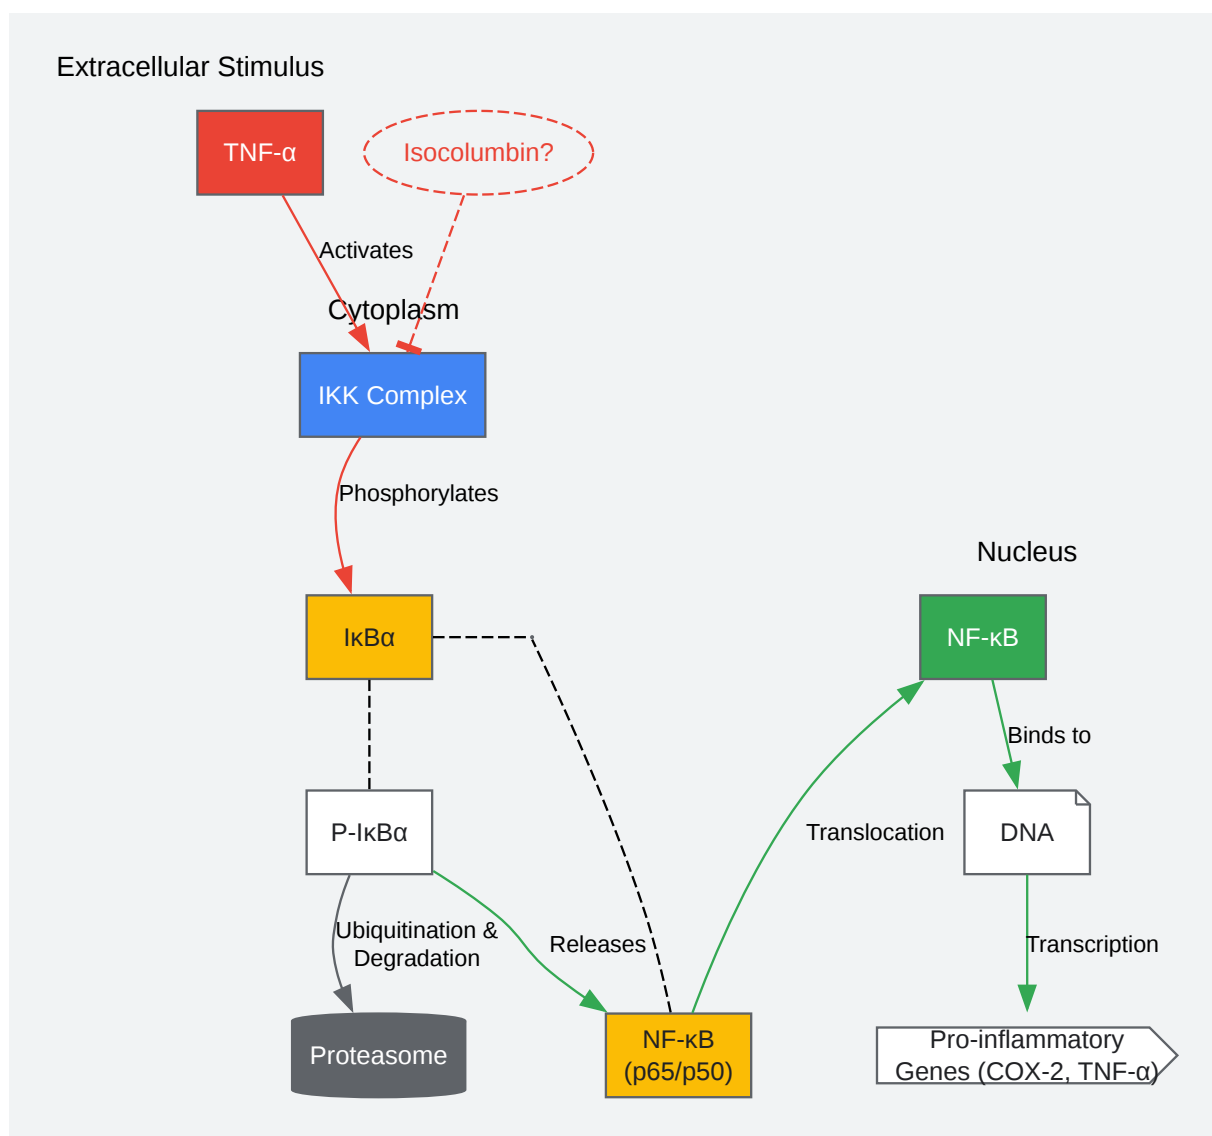 Extracellular Stimulus
TNF-α
Isocolumbin?
Activates
Cytoplasm
IKK Complex
Phosphorylates
Nucleus
IκBα
NF-κB
Binds to
P-IκBα
Translocation
DNA
Ubiquitination &
Degradation
Releases
Transcription
Proteasome
NF-κB
(p65/p50)
Pro-inflammatory
Genes (COX-2, TNF-α)